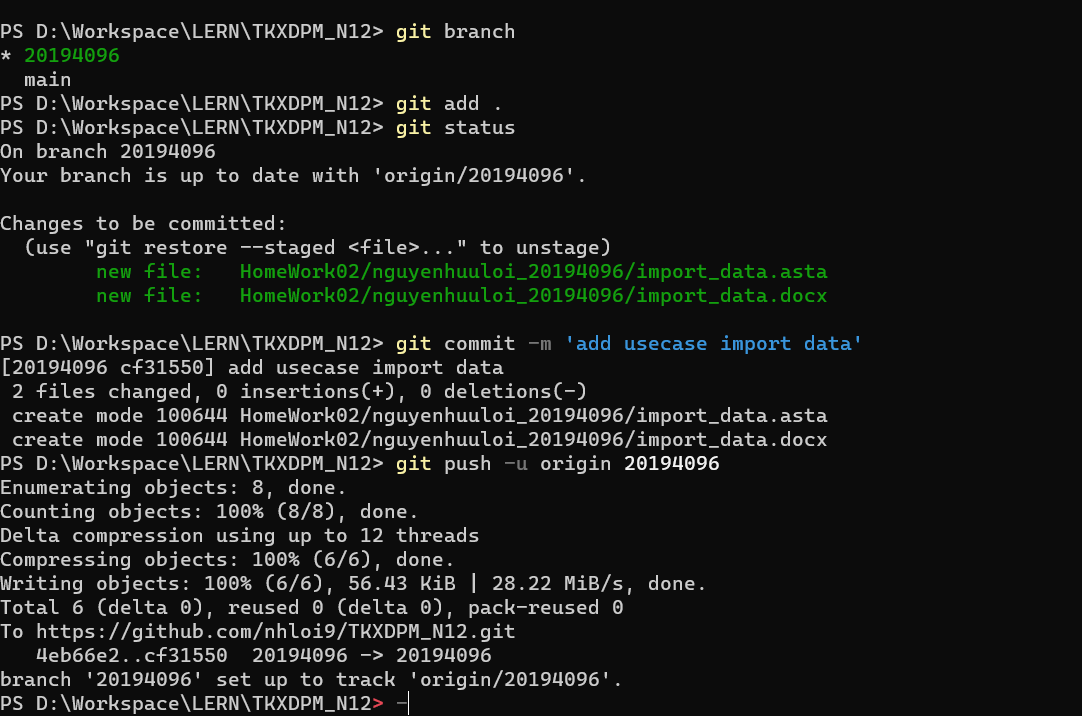 PS D:\Workspace\LERN\TKXDPM_N12> git branch
* 20194096
  main
PS D:\Workspace\LERN\TKXDPM_N12> git add .
PS D:\Workspace\LERN\TKXDPM_N12> git status
On branch 20194096
Your branch is up to date with 'origin/20194096'.

Changes to be committed:
  (use "git restore --staged <file>..." to unstage)
        new file:   HomeWork02/nguyenhuuloi_20194096/import_data.asta
        new file:   HomeWork02/nguyenhuuloi_20194096/import_data.docx

PS D:\Workspace\LERN\TKXDPM_N12> git commit -m 'add usecase import data'
[20194096 cf31550] add usecase import data
 2 files changed, 0 insertions(+), 0 deletions(-)
 create mode 100644 HomeWork02/nguyenhuuloi_20194096/import_data.asta
 create mode 100644 HomeWork02/nguyenhuuloi_20194096/import_data.docx
PS D:\Workspace\LERN\TKXDPM_N12> git push -u origin 20194096
Enumerating objects: 8, done.
Counting objects: 100% (8/8), done.
Delta compression using up to 12 threads
Compressing objects: 100% (6/6), done.
Writing objects: 100% (6/6), 56.43 KiB | 28.22 MiB/s, done.
Total 6 (delta 0), reused 0 (delta 0), pack-reused 0
To https://github.com/nhloi9/TKXDPM_N12.git
   4eb66e2..cf31550  20194096 -> 20194096
branch '20194096' set up to track 'origin/20194096'.
PS D:\Workspace\LERN\TKXDPM_N12> -